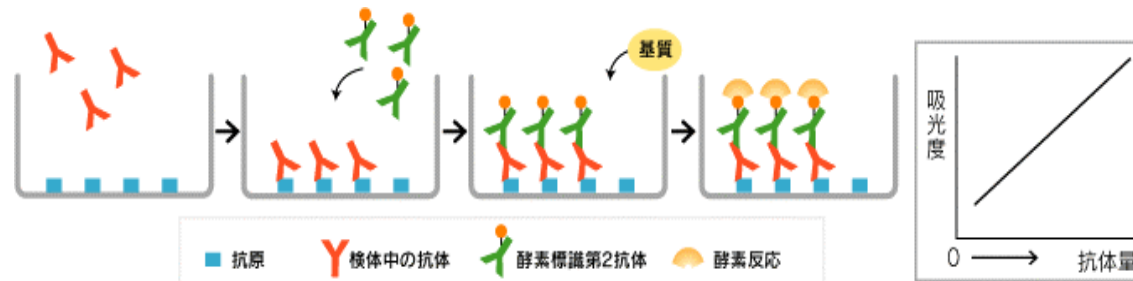 基質
吸光度
0
抗体量
抗原
検体中の抗体
酵素標識第2抗体
酵素反応